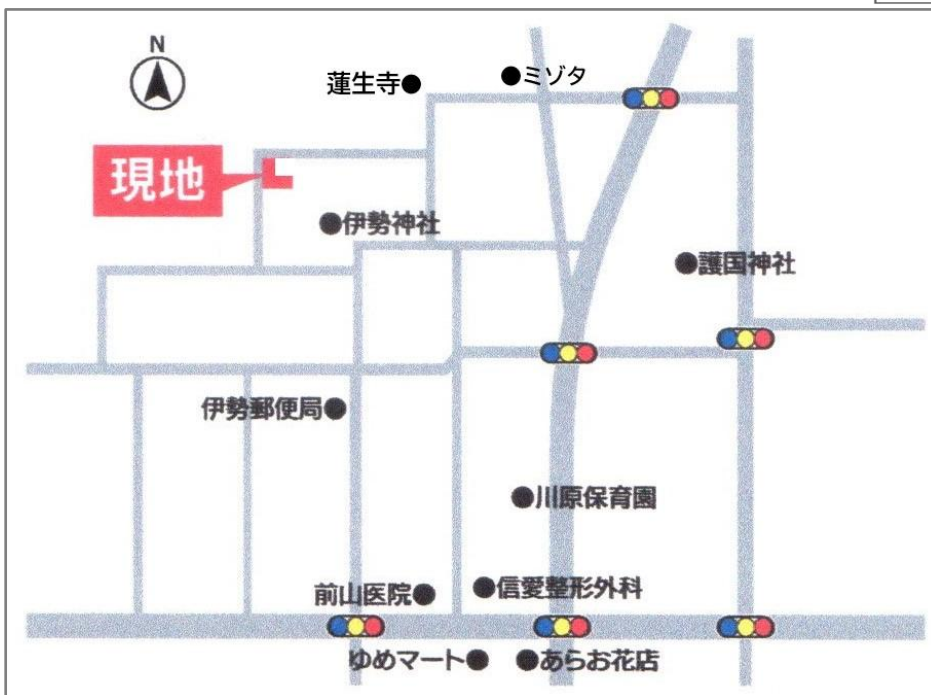 N
蓮生寺
ミゾタ
現地
伊勢神社
護国神社
伊勢郵便局
川原保育園
前山医院
信愛整形外科
ゆめマート
あらお花店